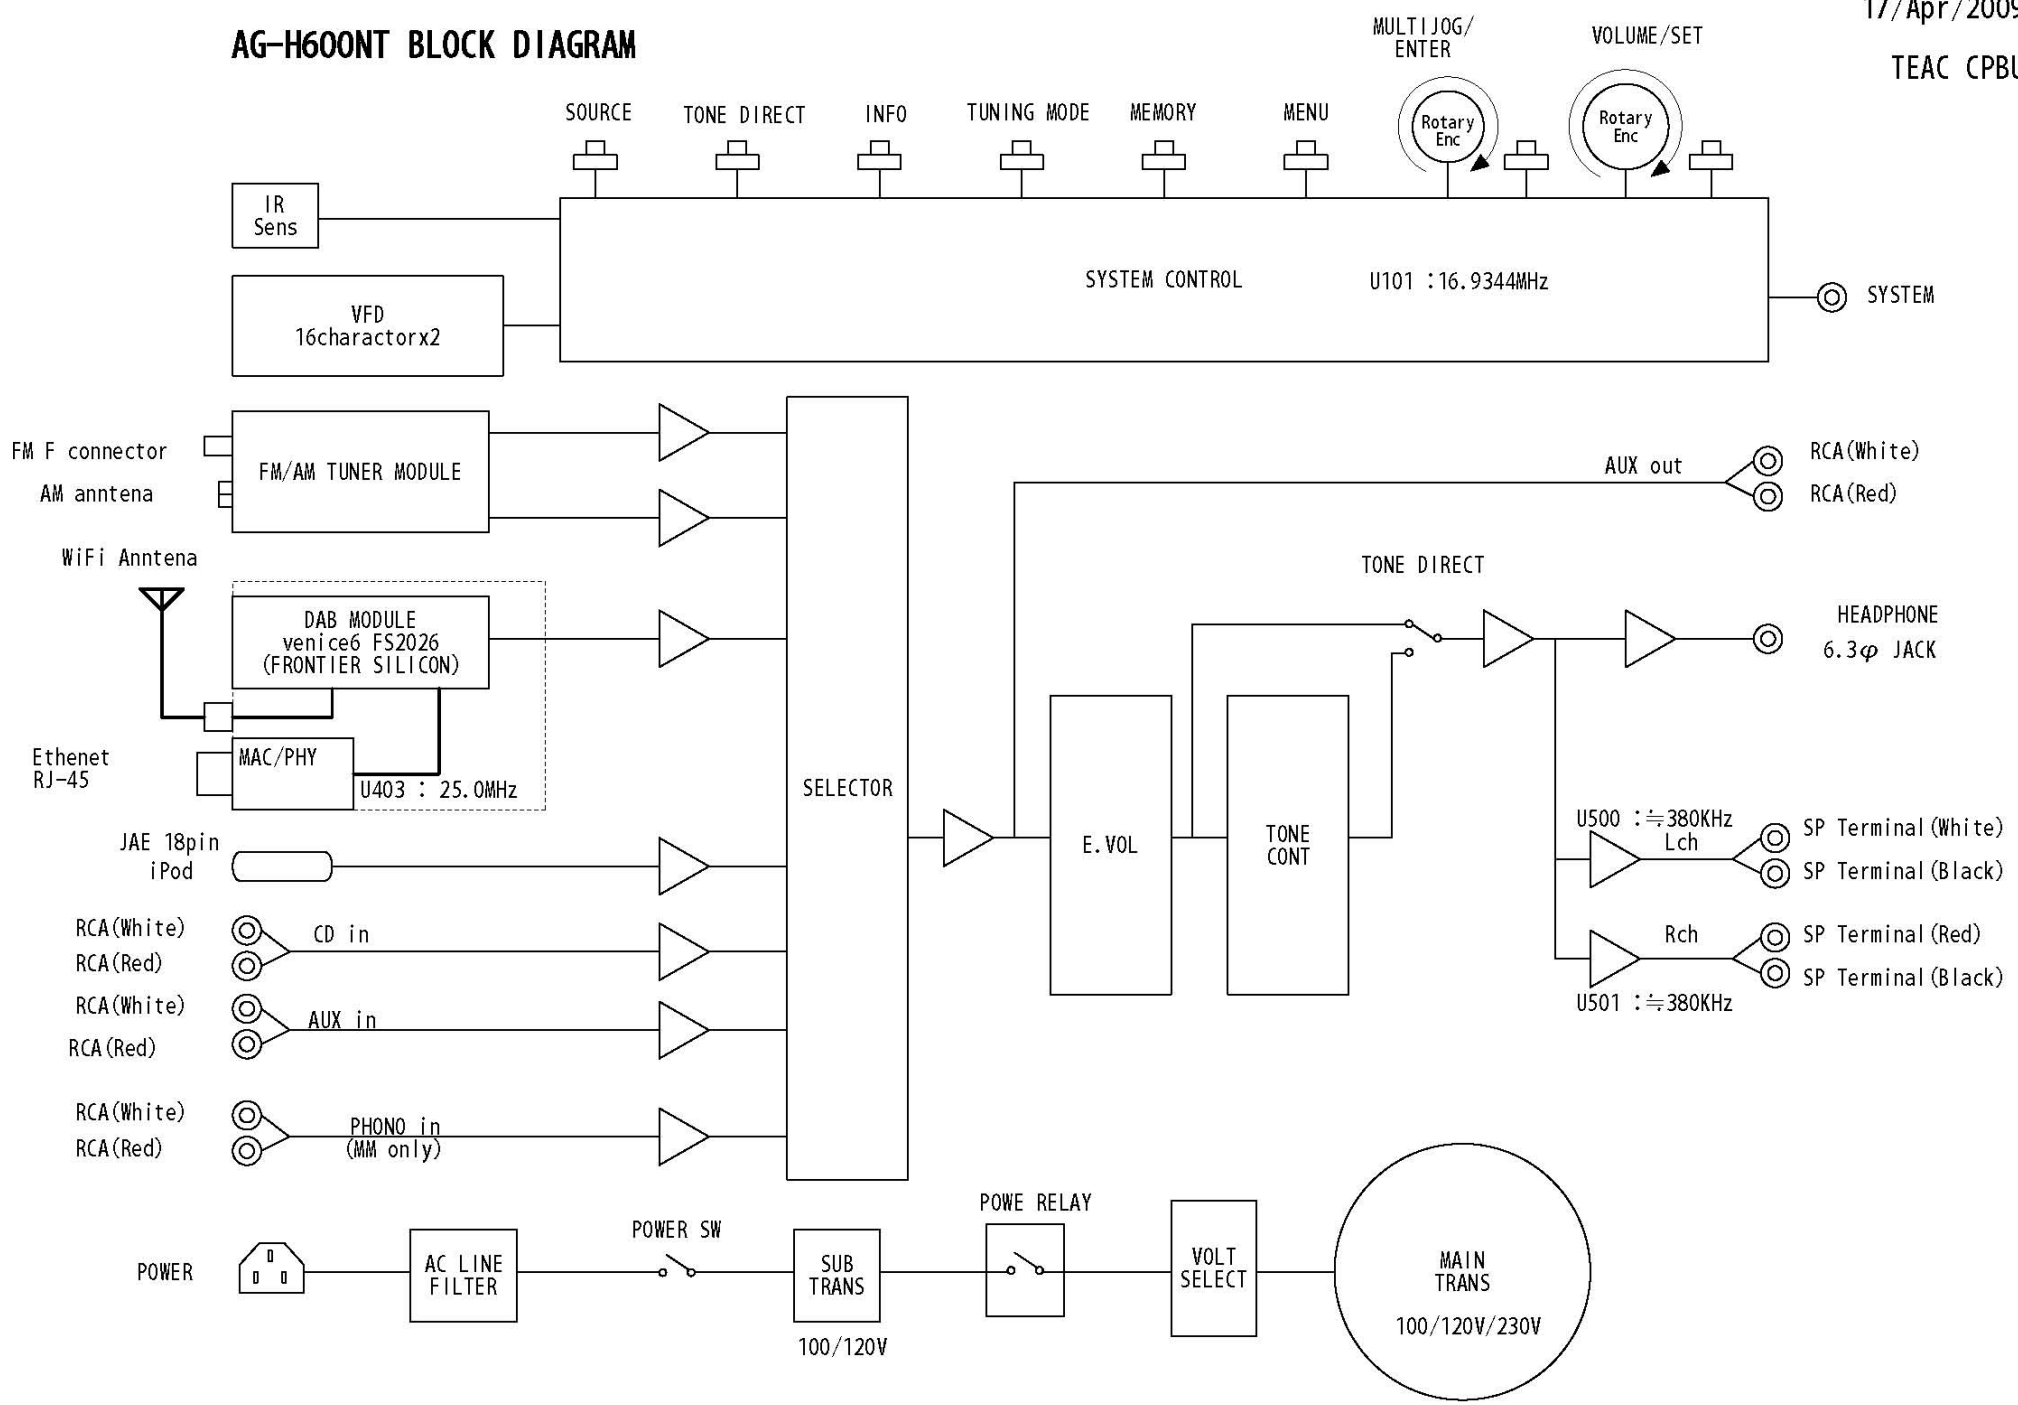 17/Apr/2009
AG-H600NT BLOCK DIAGRAM
TEAC CPBU
MULTIJOG/
ENTER
VOLUME/SET
SOURCE
TONE DIRECT
INFO
TUNING MODE
MEMORY
MENU
Rotary
Enc
Rotary
Enc
IR
Sens
SYSTEM CONTROL
U101 :16.9344MHz
SYSTEM
VFD
16charactorx2
FM F connector
AM anntena
FM/AM TUNER MODULE
AUX out
RCA(White)
RCA(Red)
WiFi Anntena
TONE DIRECT
DAB MODULE
venice6 FS2026
(FRONTIER SILICON)
HEADPHONE
6.3φ JACK
Ethenet
RJ-45
MAC/PHY
U403 : 25.0MHz
SELECTOR
E.VOL
TONE
CONT
U500 :≒380KHz
Lch
SP Terminal(White)
SP Terminal(Black)
JAE 18pin
iPod
RCA(White)
RCA(Red)
CD in
Rch
SP Terminal(Red)
SP Terminal(Black)
U501 :≒380KHz
RCA(White)
RCA(Red)
AUX in
RCA(White)
RCA(Red)
PHONO in
(MM only)
POWER
AC LINE
FILTER
POWER SW
SUB
TRANS
100/120V
POWE RELAY
VOLT
SELECT
MAIN
TRANS
100/120V/230V